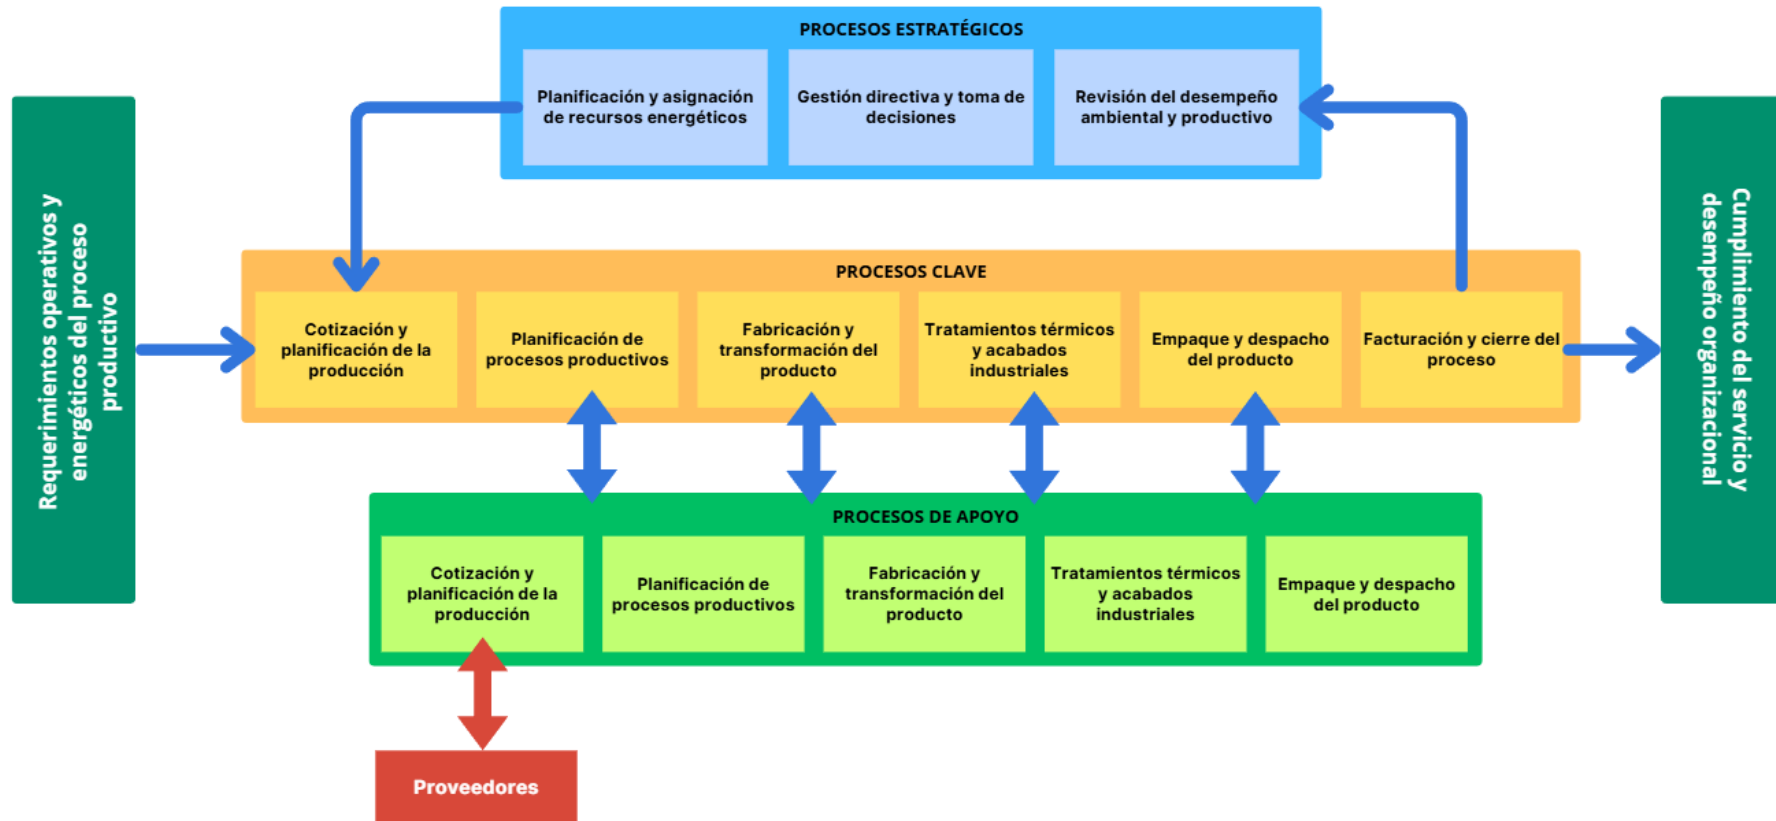 PROCESOS ESTRATÉGICOS
Planificación y asignación
de recursos energéticos
Gestión directiva y toma de
decisiones
Revisión del desempeño
ambiental y productivo
Requerimientos operativos y
energéticos del proceso
productivo
PROCESOS CLAVE
Cotización y
planificación de la
producción
Planificación de
procesos productivos
Fabricación y
transformación del
producto
Tratamientos térmicos
y acabados
industriales
Empaque y despacho
del producto
Facturación y cierre del
proceso
Cumplimiento del servicio y
desempeño organizacional
PROCESOS DE APOYO
Cotización y
planificación de la
producción
Planificación de
procesos productivos
Fabricación y
transformación del
producto
Tratamientos térmicos
y acabados
industriales
Empaque y despacho
del producto
Proveedores